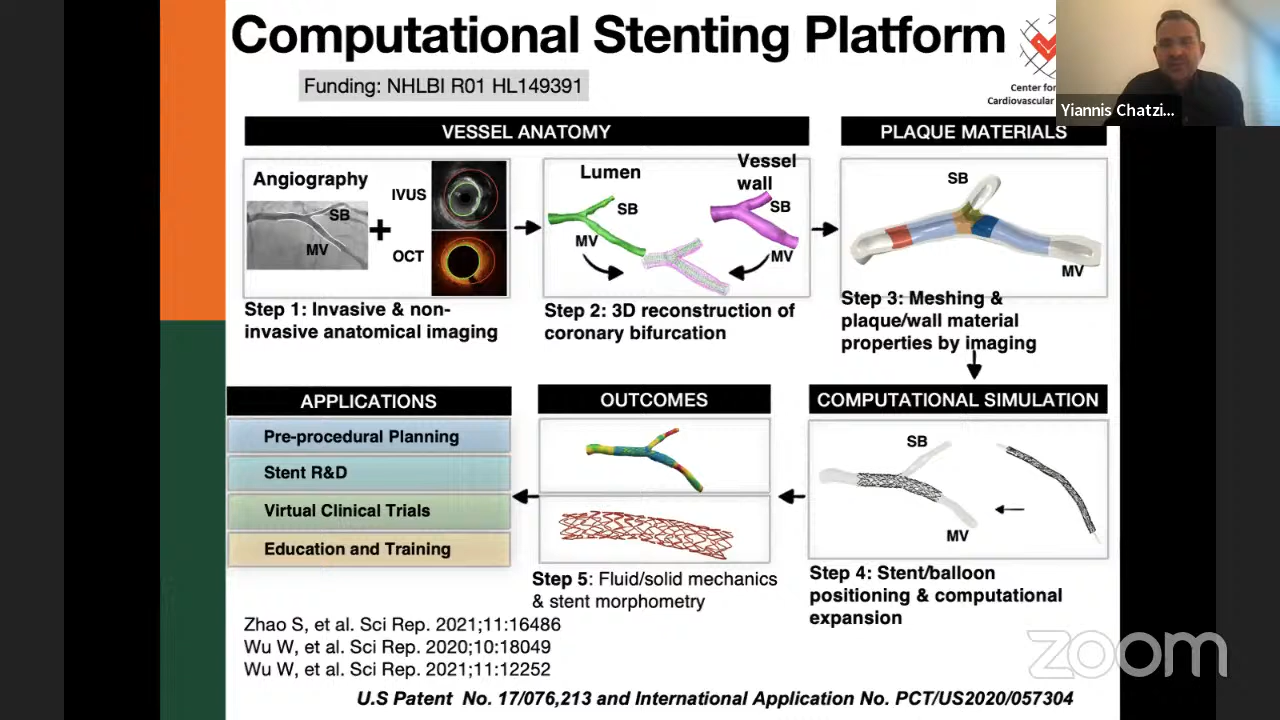 Computational Stenting Platform
Funding: NHLBI R01 HL149391
Center for
Cardiovascular
Yiannis Chatzi...
VESSEL ANATOMY
Angiography
SB
MV
+
IVUS
OCT
Step 1: Invasive & non-
invasive anatomical imaging
Lumen
SB
MV
Vessel
wall
SB
MV
Step 2: 3D reconstruction of
coronary bifurcation
PLAQUE MATERIALS
SB
MV
Step 3: Meshing &
plaque/wall material
properties by imaging
COMPUTATIONAL SIMULATION
SB
MV
Step 4: Stent/balloon
positioning & computational
expansion
OUTCOMES
Step 5: Fluid/solid mechanics
& stent morphometry
APPLICATIONS
Pre-procedural Planning
Stent R&D
Virtual Clinical Trials
Education and Training
Zhao S, et al. Sci Rep. 2021;11:16486
Wu W, et al. Sci Rep. 2020;10:18049
Wu W, et al. Sci Rep. 2021;11:12252
U.S Patent No. 17/076,213 and International Application No. PCT/US2020/057304
zoom